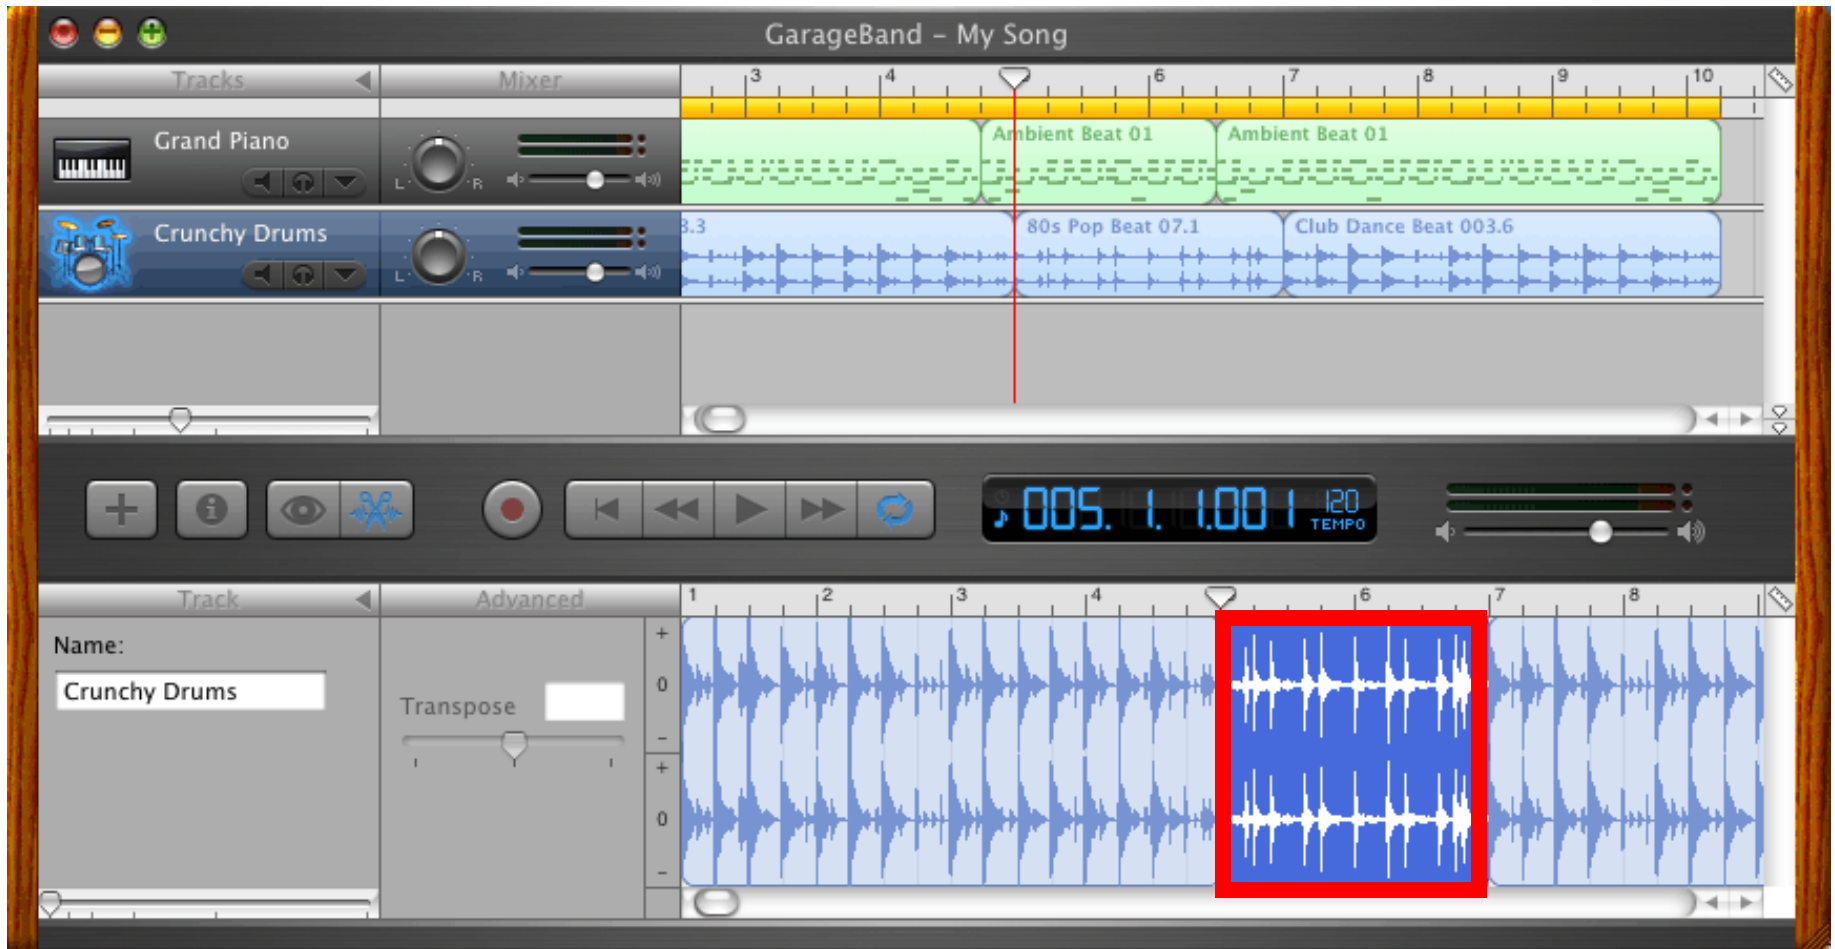 GarageBand – My Song
Tracks Mixer 3 4 6 7 8 9 10
Grand Piano
L R
Ambient Beat 01 Ambient Beat 01
Crunchy Drums
L R
3.3 80s Pop Beat 07.1 Club Dance Beat 003.6
005. 1. 1.001 120
TEMPO
Track Advanced 1 2 3 4 6 7 8
Name:
Crunchy Drums
Transpose
+
0
–
+
0
–